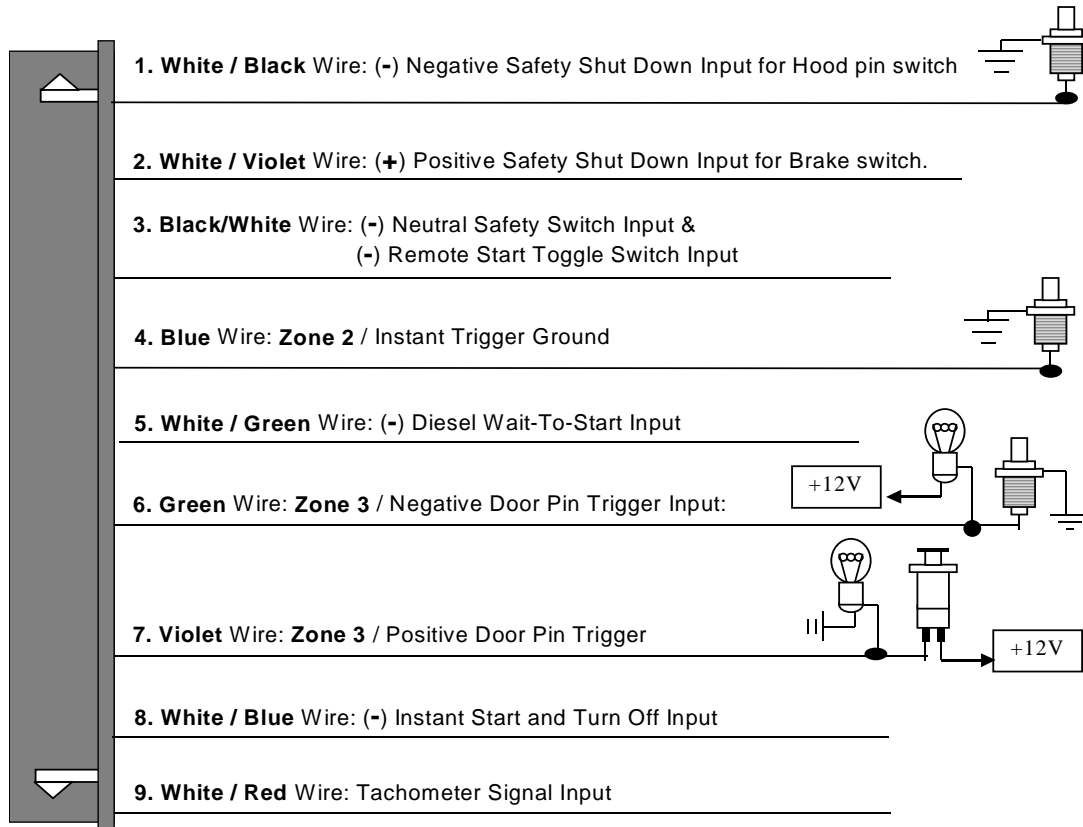 1. White / Black Wire: (-) Negative Safety Shut Down Input for Hood pin switch
2. White / Violet Wire: (+) Positive Safety Shut Down Input for Brake switch.
3. Black/White Wire: (-) Neutral Safety Switch Input &
(-) Remote Start Toggle Switch Input
4. Blue Wire: Zone 2 / Instant Trigger Ground
5. White / Green Wire: (-) Diesel Wait-To-Start Input
+12V
6. Green Wire: Zone 3 / Negative Door Pin Trigger Input:
7. Violet Wire: Zone 3 / Positive Door Pin Trigger
+12V
8. White / Blue Wire: (-) Instant Start and Turn Off Input
9. White / Red Wire: Tachometer Signal Input